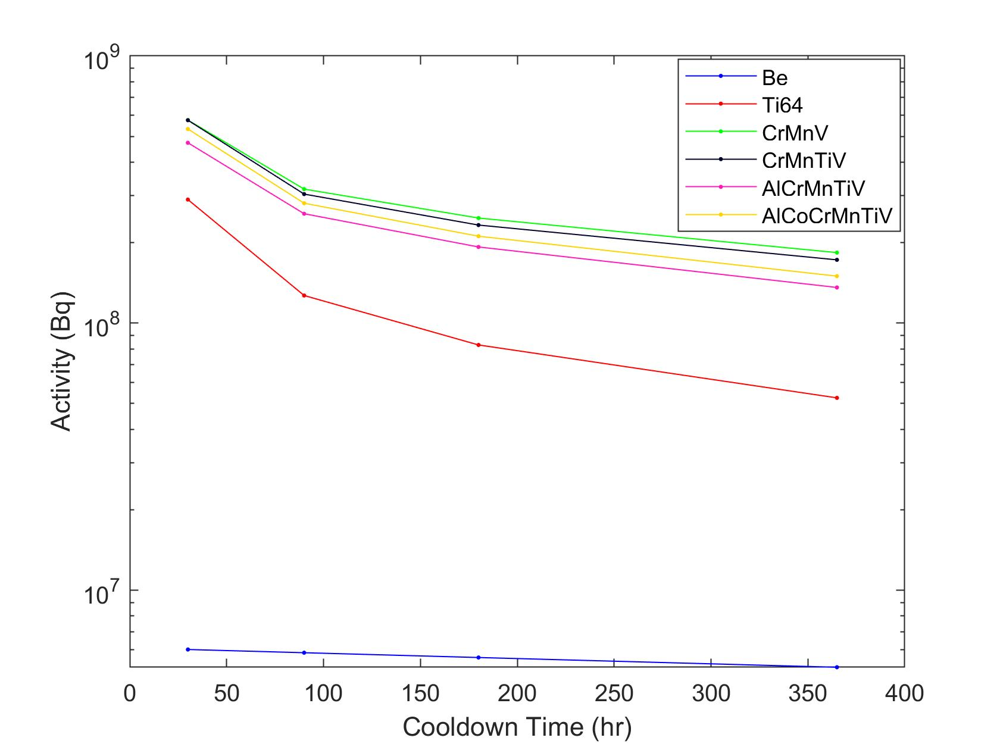 10^9
10^8
10^7
Activity (Bq)
Be
Ti64
CrMnV
CrMnTiV
AlCrMnTiV
AlCoCrMnTiV
0 50 100 150 200 250 300 350 400
Cooldown Time (hr)